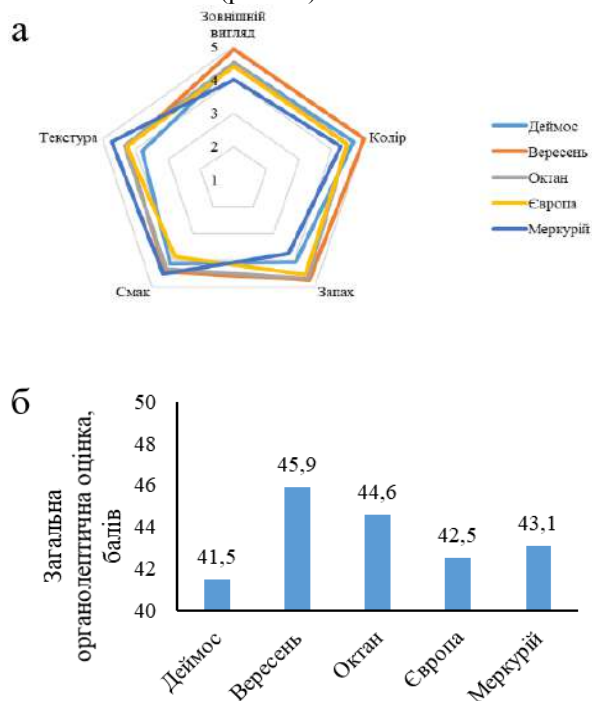 а
Зовнішній
вигляд
5
4
3
2
1
Текстура
Колір
Смак
Запах
Деймос
Вересень
Октан
Європа
Меркурій
б
Загальна
органолептична оцінка,
балів
50
48
46
44
42
40
41,5
45,9
44,6
42,5
43,1
Деймос
Вересень
Октан
Європа
Меркурій